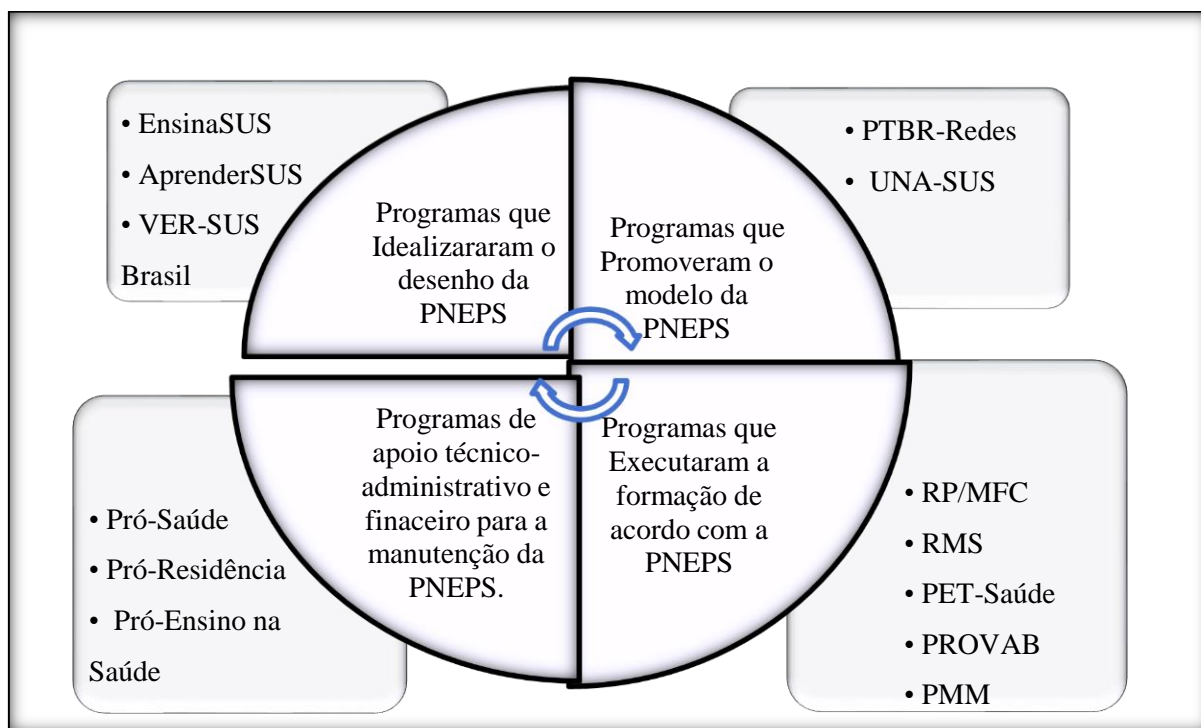 • EnsinaSUS
• AprenderSUS
• VER-SUS
Brasil
Programas que
Idealizararam o
desenho da
PNEPS
Programas que
Promoveram o
modelo da
PNEPS
• PTBR-Redes
• UNA-SUS
• Pró-Saúde
• Pró-Residência
• Pró-Ensino na
Saúde
Programas de
apoio técnico-
administrativo e
finaceiro para a
manutenção da
PNEPS.
Programas que
Executaram a
formação de
acordo com a
PNEPS
• RP/MFC
• RMS
• PET-Saúde
• PROVAB
• PMM